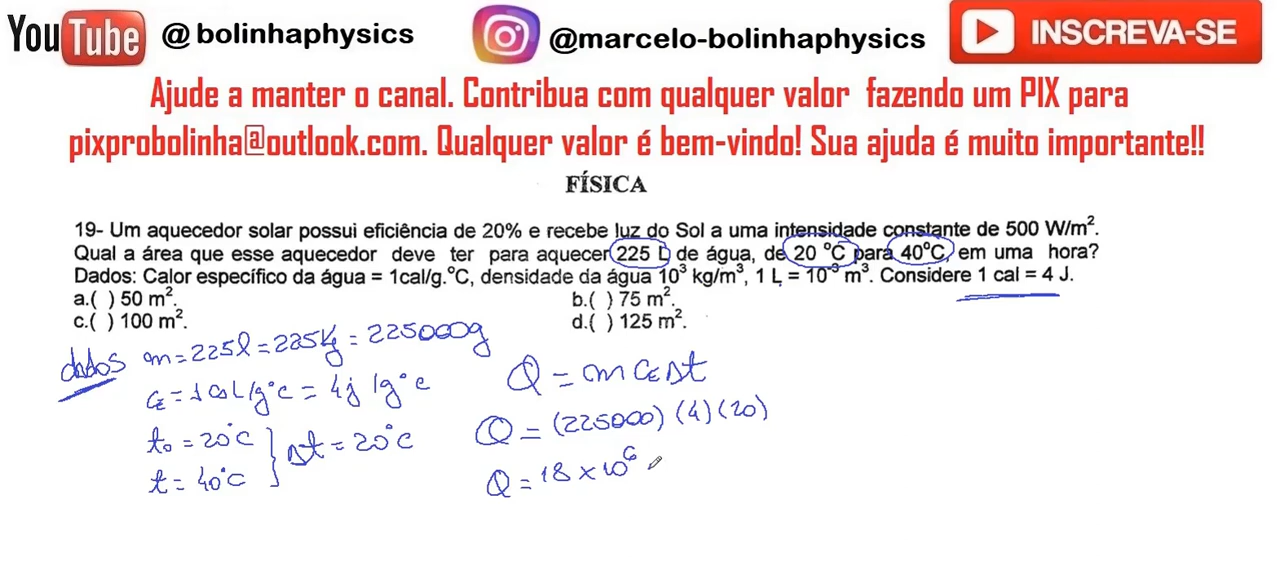 YouTube @bolinhaphysics @marcelo-bolinhaphysics INSCREVA-SE
Ajude a manter o canal. Contribua com qualquer valor fazendo um PIX para
pixprobolinha@outlook.com. Qualquer valor é bem-vindo! Sua ajuda é muito importante!!
FÍSICA
19- Um aquecedor solar possui eficiência de 20% e recebe luz do Sol a uma intensidade constante de 500 W/m².
Qual a área que esse aquecedor deve ter para aquecer 225 L de água, de 20 ºC para 40ºC, em uma hora?
Dados: Calor específico da água = 1cal/g.ºC, densidade da água 10³ kg/m³, 1 L = 10⁻³ m³. Considere 1 cal = 4 J.
a.( ) 50 m². b.( ) 75 m².
c.( ) 100 m². d.( ) 125 m².
dados m=225l=225Kg=225000g
cE=1cal/g°c=4j/g°c
t₀=20°C
t=40°C
Δt=20°C
Q=mcEΔt
Q=(225000)(4)(20)
Q=18×10⁶